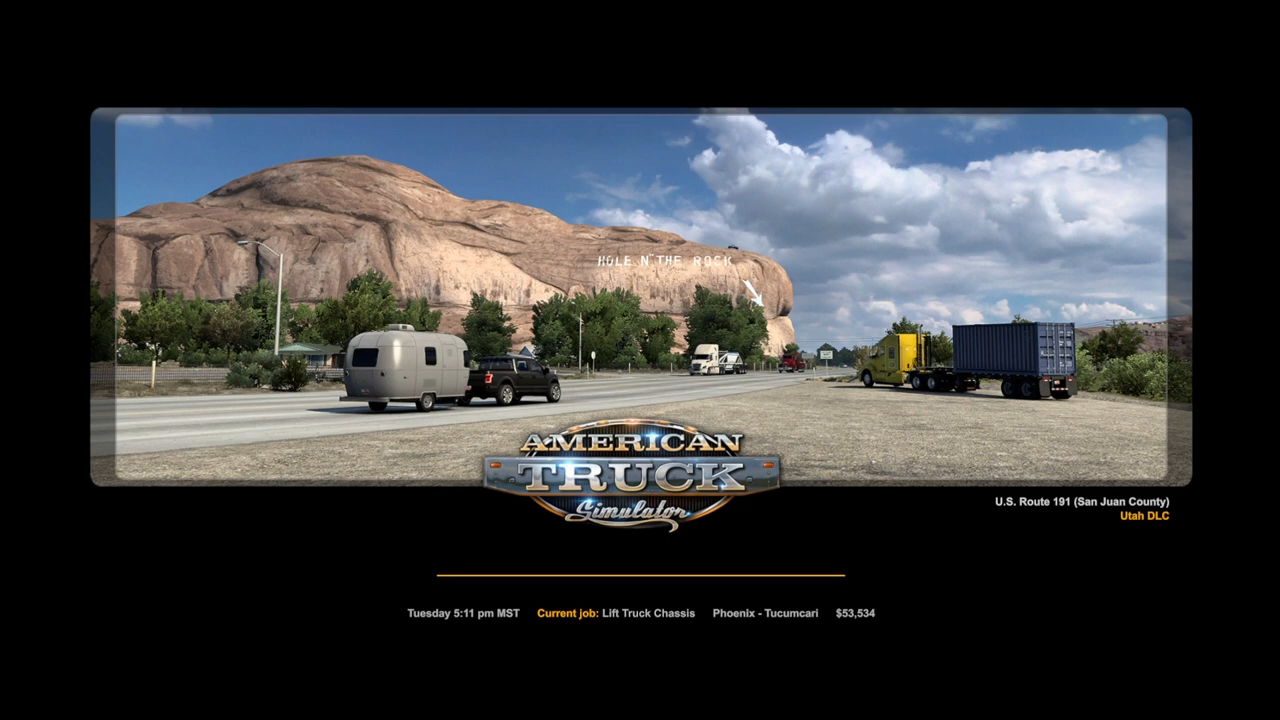 HOLE N" THE ROCK
AMERICAN
TRUCK
Simulator
U.S. Route 191 (San Juan County)
Utah DLC
Tuesday 5:11 pm MST Current job: Lift Truck Chassis Phoenix - Tucumcari $53,534